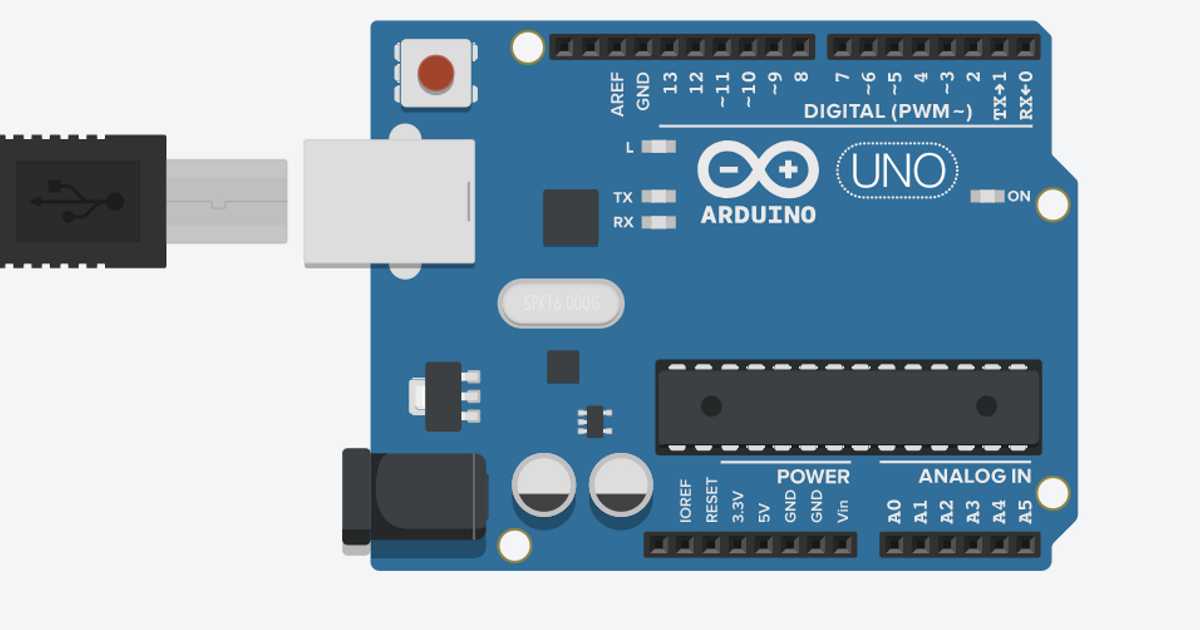 AREF
GND
13
12
~11
~10
~9
8
7
~6
~5
4
~3
2
TX→1
RX←0
DIGITAL (PWM~)
L
TX
RX
UNO
ON
ARDUINO
SPK16.000G
POWER
ANALOG IN
IOREF
RESET
3.3V
5V
GND
GND
Vin
A0
A1
A2
A3
A4
A5